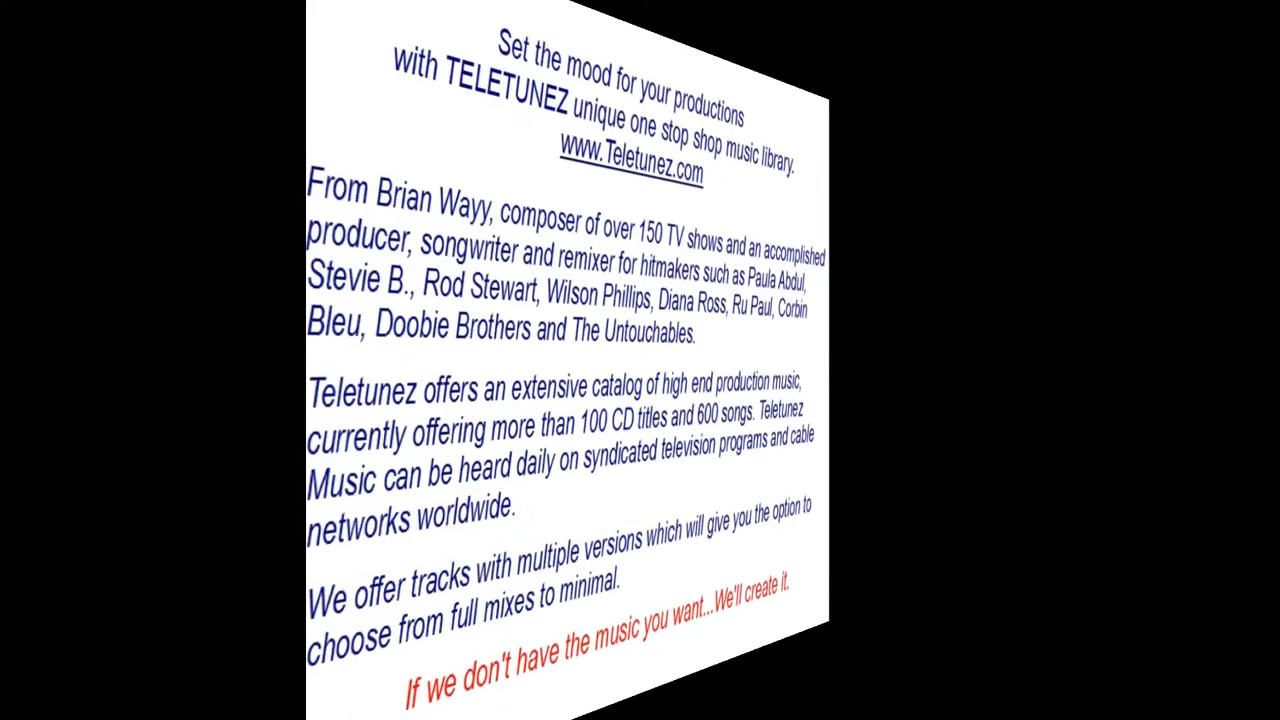 Set the mood for your productions
with TELETUNEZ unique one stop shop music library.
www.Teletunez.com
From Brian Wayy, composer of over 150 TV shows and an accomplished
producer, songwriter and remixer for hitmakers such as Paula Abdul,
Stevie B., Rod Stewart, Wilson Phillips, Diana Ross, Ru Paul, Corbin
Bleu, Doobie Brothers and The Untouchables.
Teletunez offers an extensive catalog of high end production music,
currently offering more than 100 CD titles and 600 songs. Teletunez
Music can be heard daily on syndicated television programs and cable
networks worldwide.
We offer tracks with multiple versions which will give you the option to
choose from full mixes to minimal.
If we don't have the music you want...We'll create it.